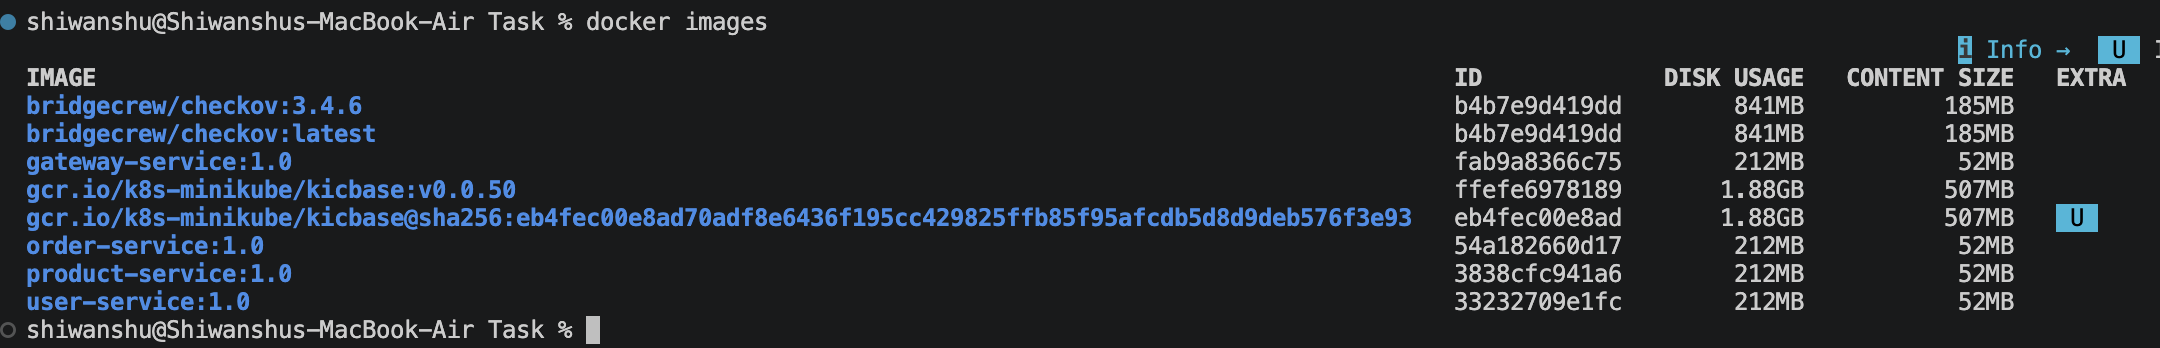 shiwanshu@Shiwanshus-MacBook-Air Task % docker images
i Info → U
IMAGE ID DISK USAGE CONTENT SIZE EXTRA
bridgecrew/checkov:3.4.6 b4b7e9d419dd 841MB 185MB
bridgecrew/checkov:latest b4b7e9d419dd 841MB 185MB
gateway-service:1.0 fab9a8366c75 212MB 52MB
gcr.io/k8s-minikube/kicbase:v0.0.50 ffefe6978189 1.88GB 507MB
gcr.io/k8s-minikube/kicbase@sha256:eb4fec00e8ad70adf8e6436f195cc429825ffb85f95afcdb5d8d9deb576f3e93 eb4fec00e8ad 1.88GB 507MB U
order-service:1.0 54a182660d17 212MB 52MB
product-service:1.0 3838cfc941a6 212MB 52MB
user-service:1.0 33232709e1fc 212MB 52MB
shiwanshu@Shiwanshus-MacBook-Air Task %